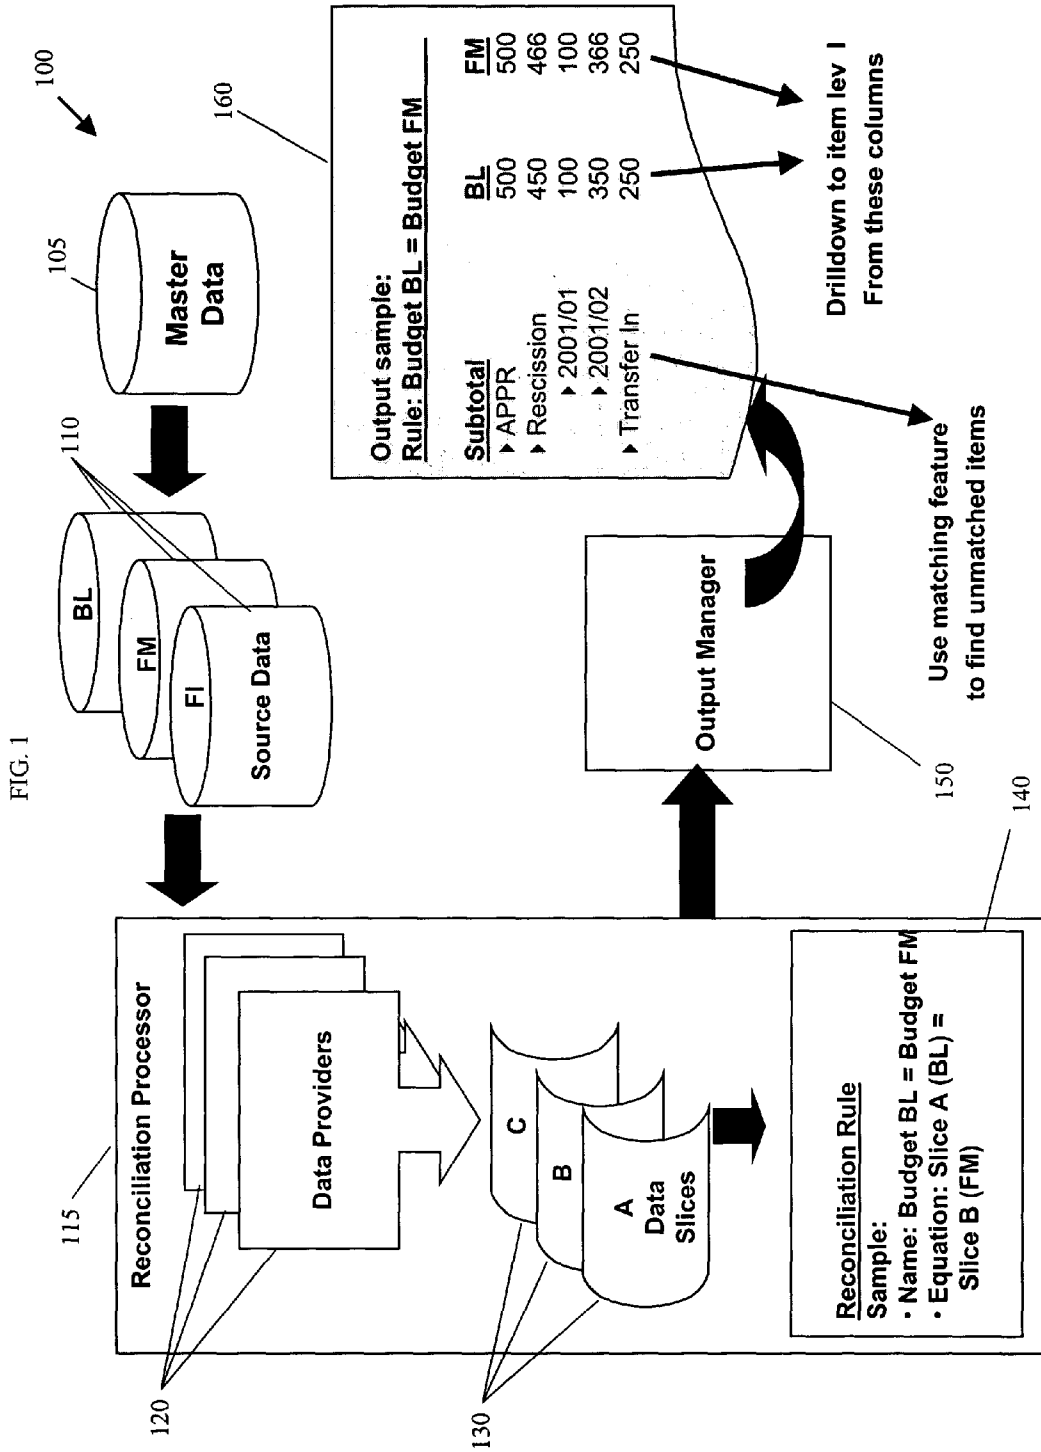 FIG. 1
100
105
Master
Data
110
BL
FM
FI
Source Data
115
Reconciliation Processor
120
Data Providers
130
C
B
A
Data
Slices
Reconciliation Rule
Sample:
· Name: Budget BL = Budget FM
· Equation: Slice A (BL) =
Slice B (FM)
140
Output Manager
150
160
Output sample:
Rule: Budget BL = Budget FM
Subtotal BL FM
▸ APPR 500 500
▸ Rescission 450 466
▸ 2001/01 100 100
▸ 2001/02 350 366
▸ Transfer In 250 250
Use matching feature
to find unmatched items
Drilldown to item lev l
From these columns